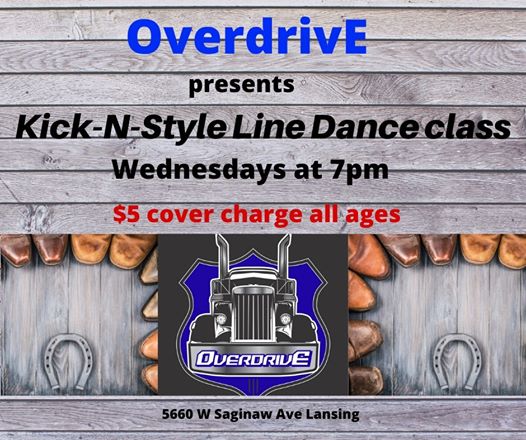 OverdrivE
presents
Kick-N-Style Line Dance class
Wednesdays at 7pm
$5 cover charge all ages
OVERDRIVE
5660 W Saginaw Ave Lansing